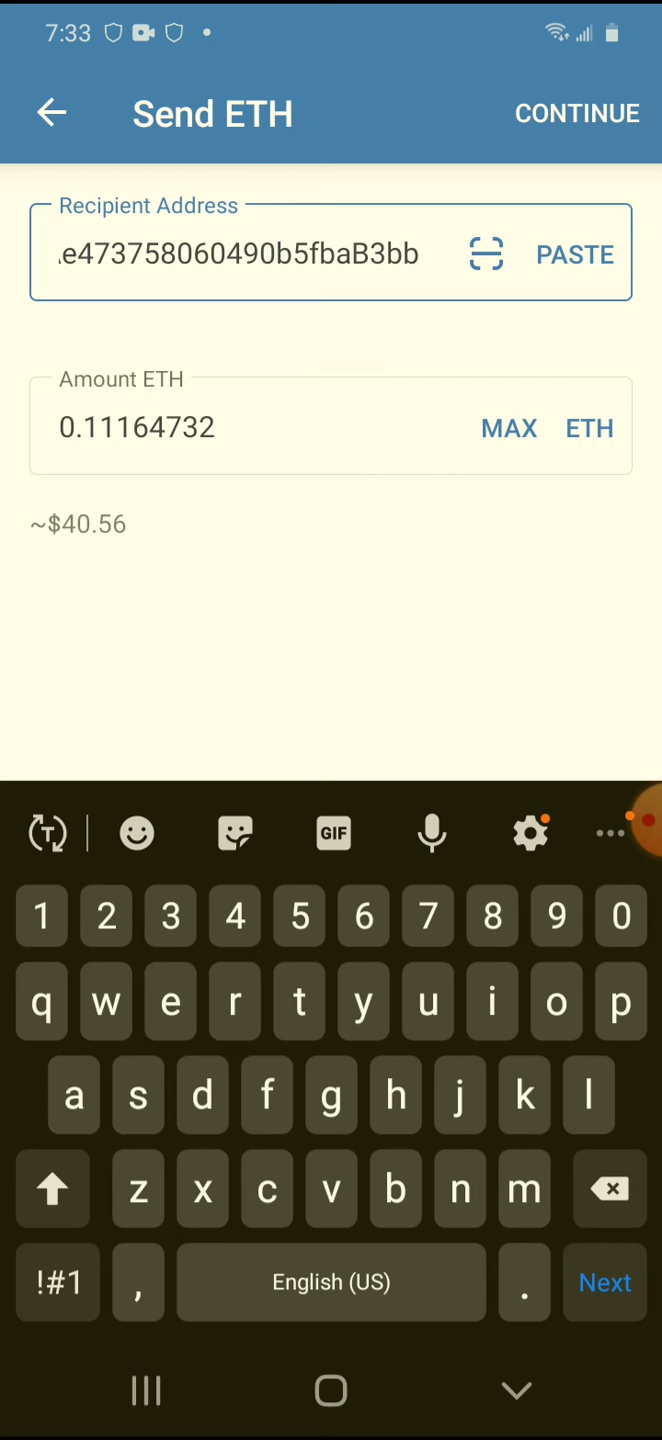 7:33
Send ETH
CONTINUE
Recipient Address
.e473758060490b5fbaB3bb
PASTE
Amount ETH
0.11164732
MAX
ETH
~$40.56
T
GIF
1 2 3 4 5 6 7 8 9 0
q w e r t y u i o p
a s d f g h j k l
z x c v b n m
!#1 , English (US) . Next